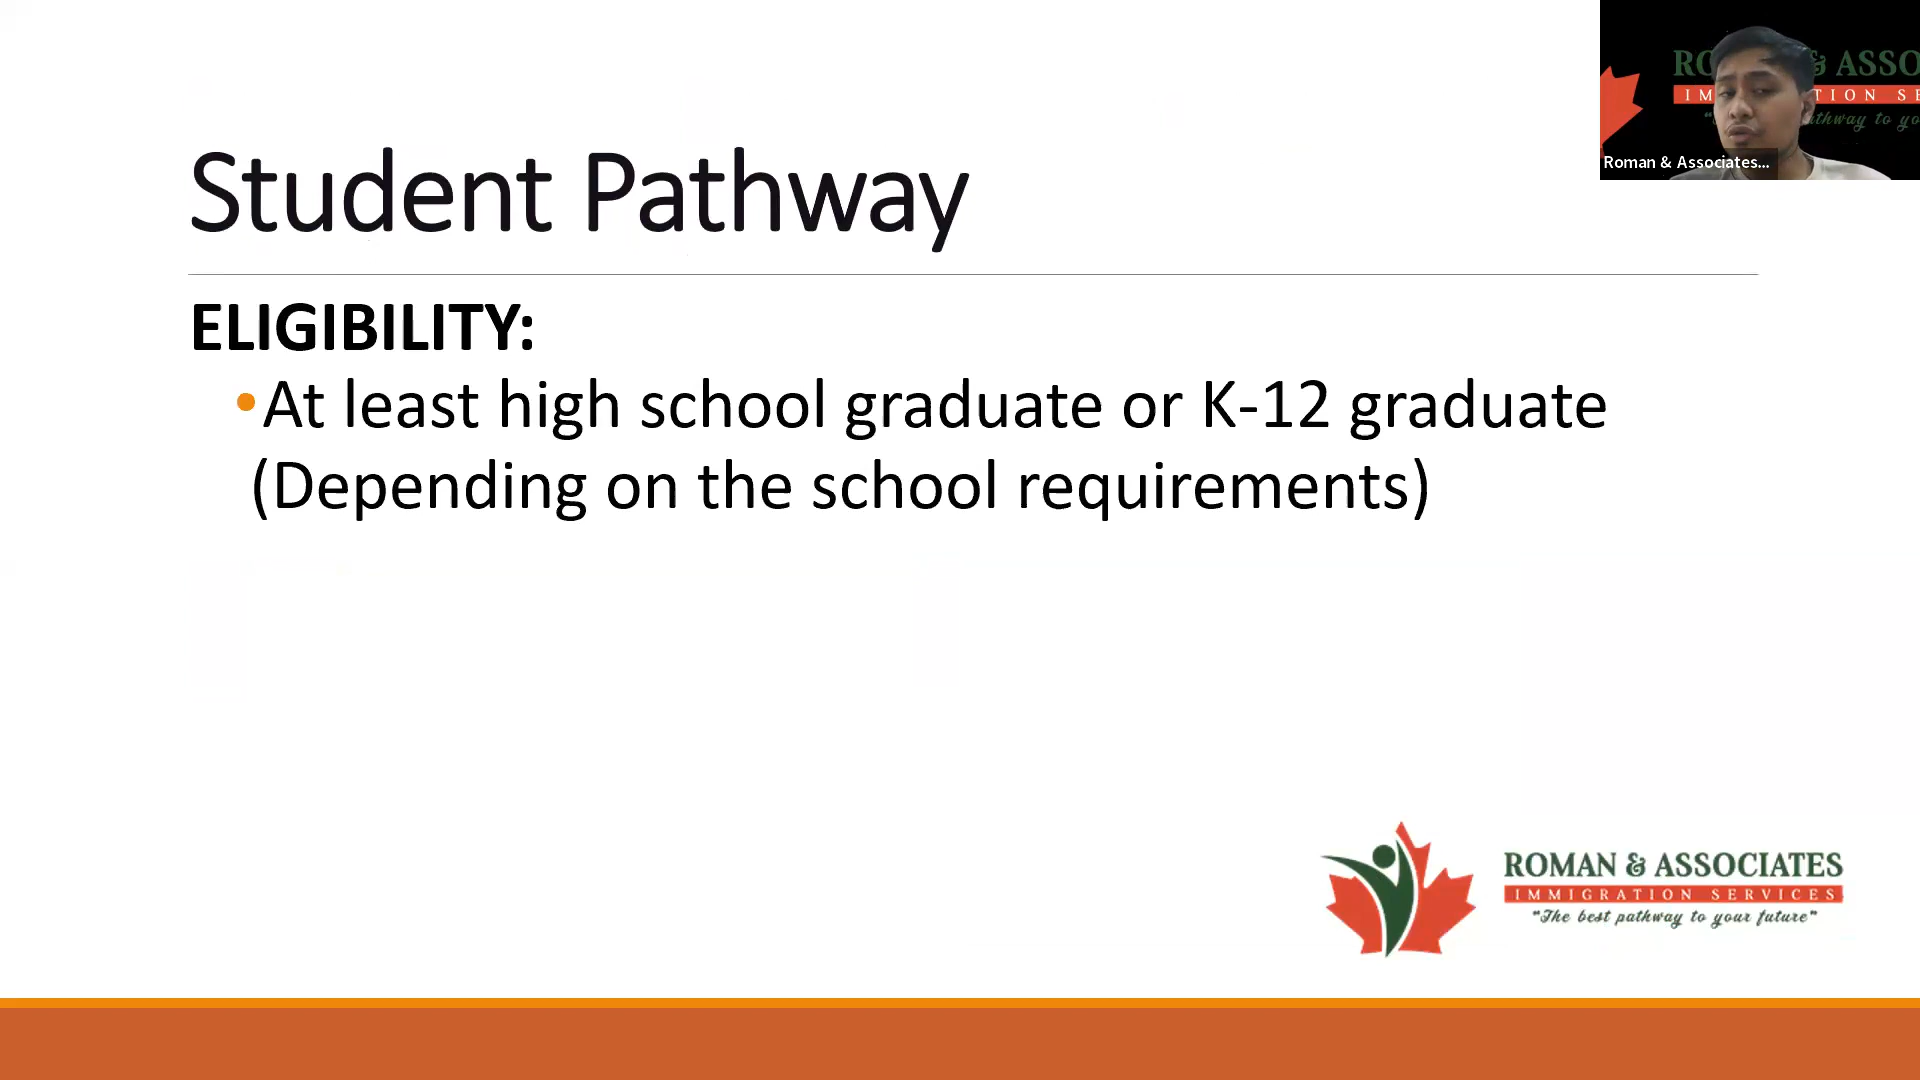 Student Pathway
ELIGIBILITY:
•At least high school graduate or K-12 graduate
(Depending on the school requirements)
Roman & Associates...
ROMAN & ASSOCIATES
IMMIGRATION SERVICES
"The best pathway to your future"